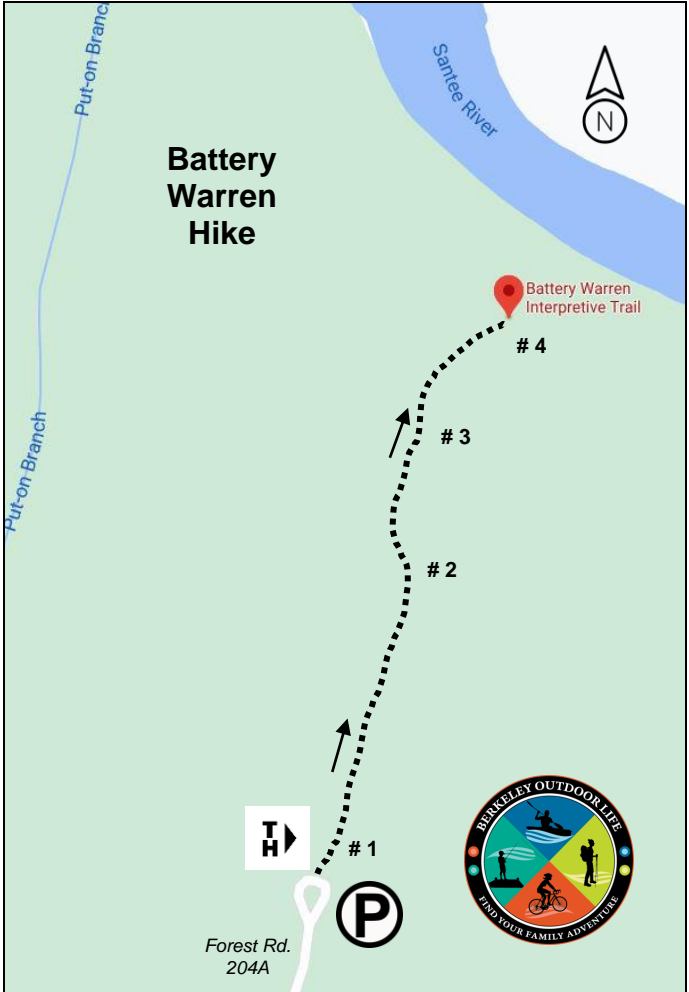 Put-on Branch
Santee River
N
Battery
Warren
Hike
Battery Warren
Interpretive Trail
# 4
# 3
Put-on Branch
# 2
TH
# 1
P
Forest Rd.
204A
BERKELEY OUTDOOR LIFE
FIND YOUR FAMILY ADVENTURE